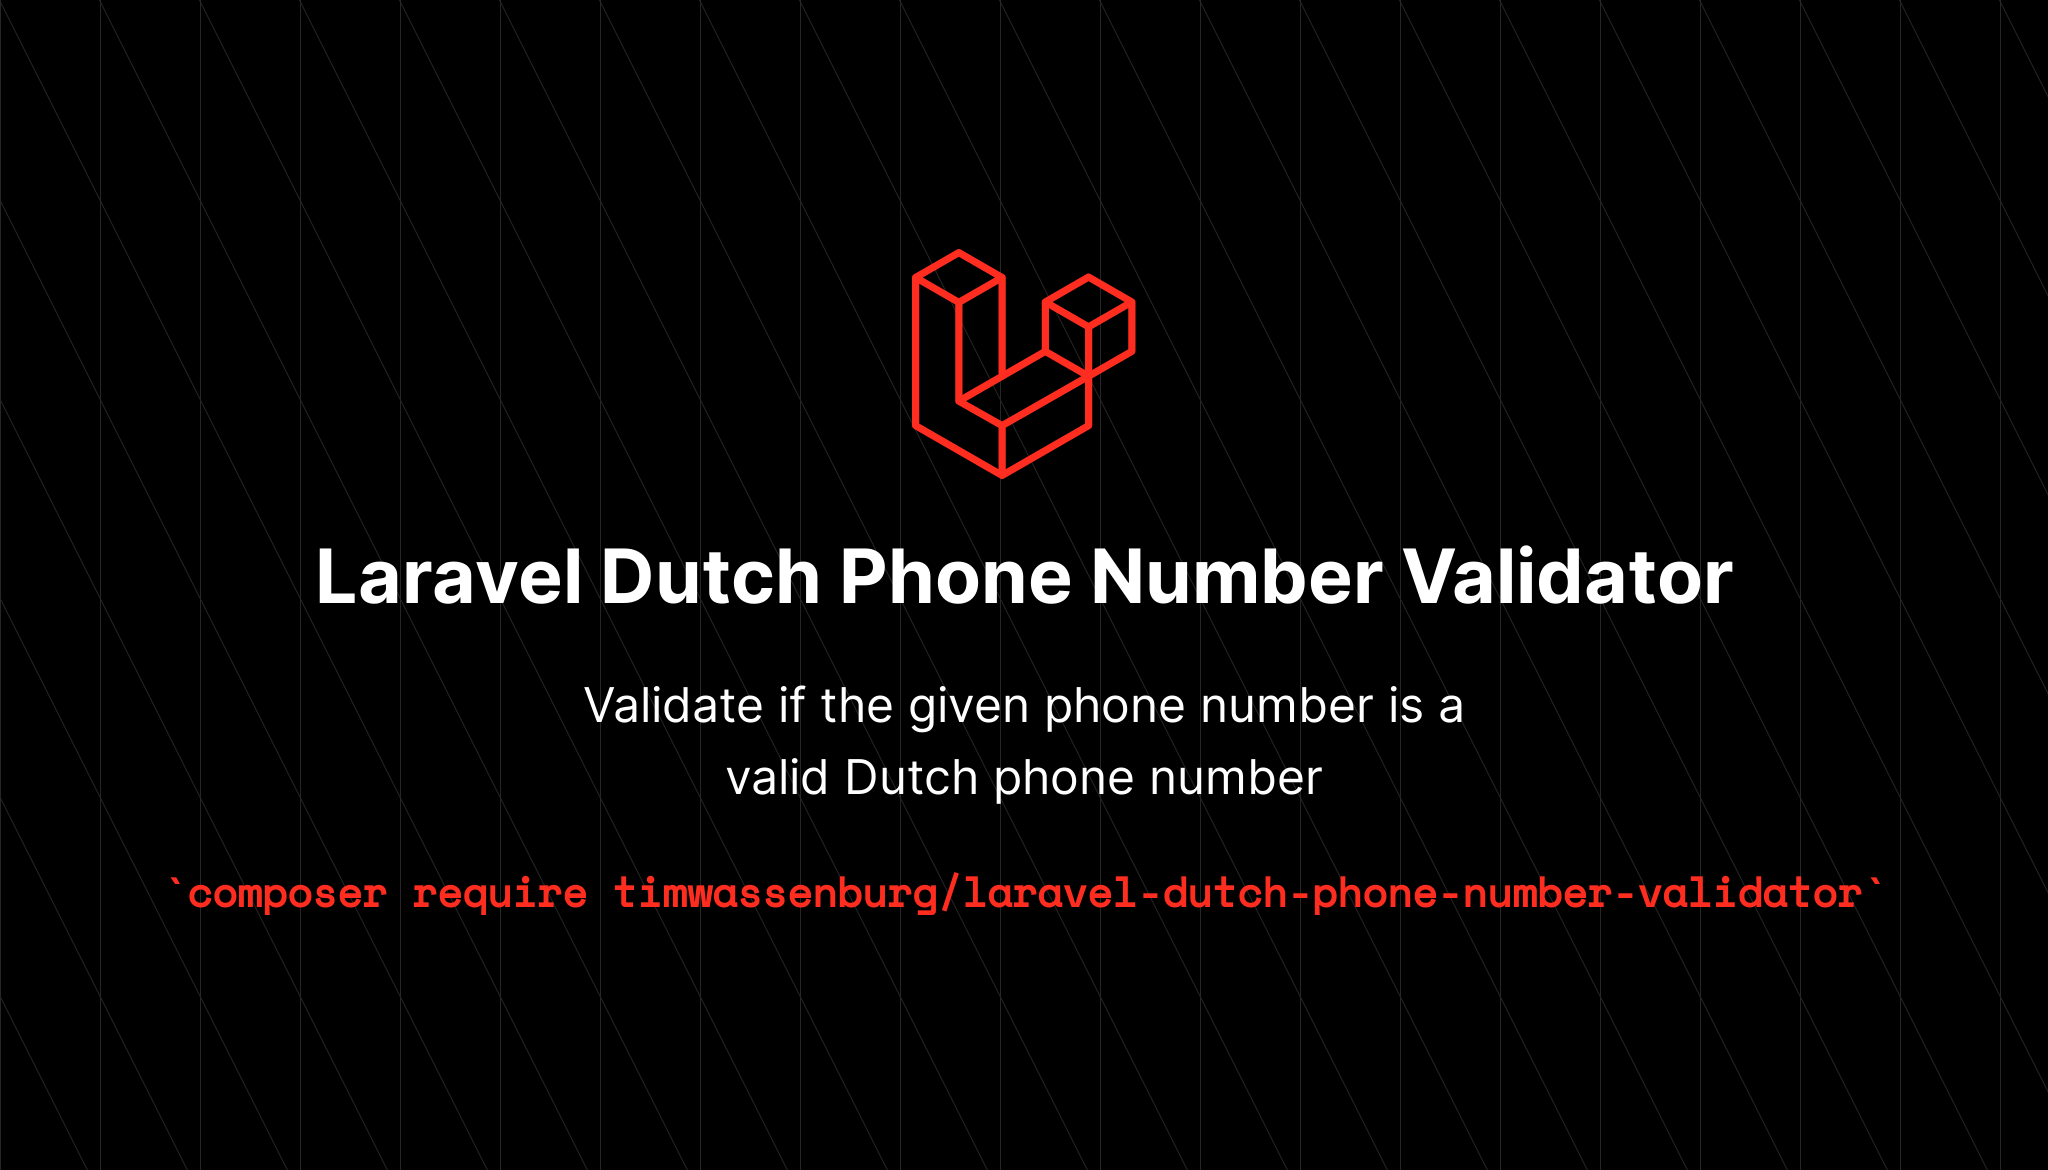 Laravel Dutch Phone Number Validator
Validate if the given phone number is a
valid Dutch phone number
`composer require timwassenburg/laravel-dutch-phone-number-validator`